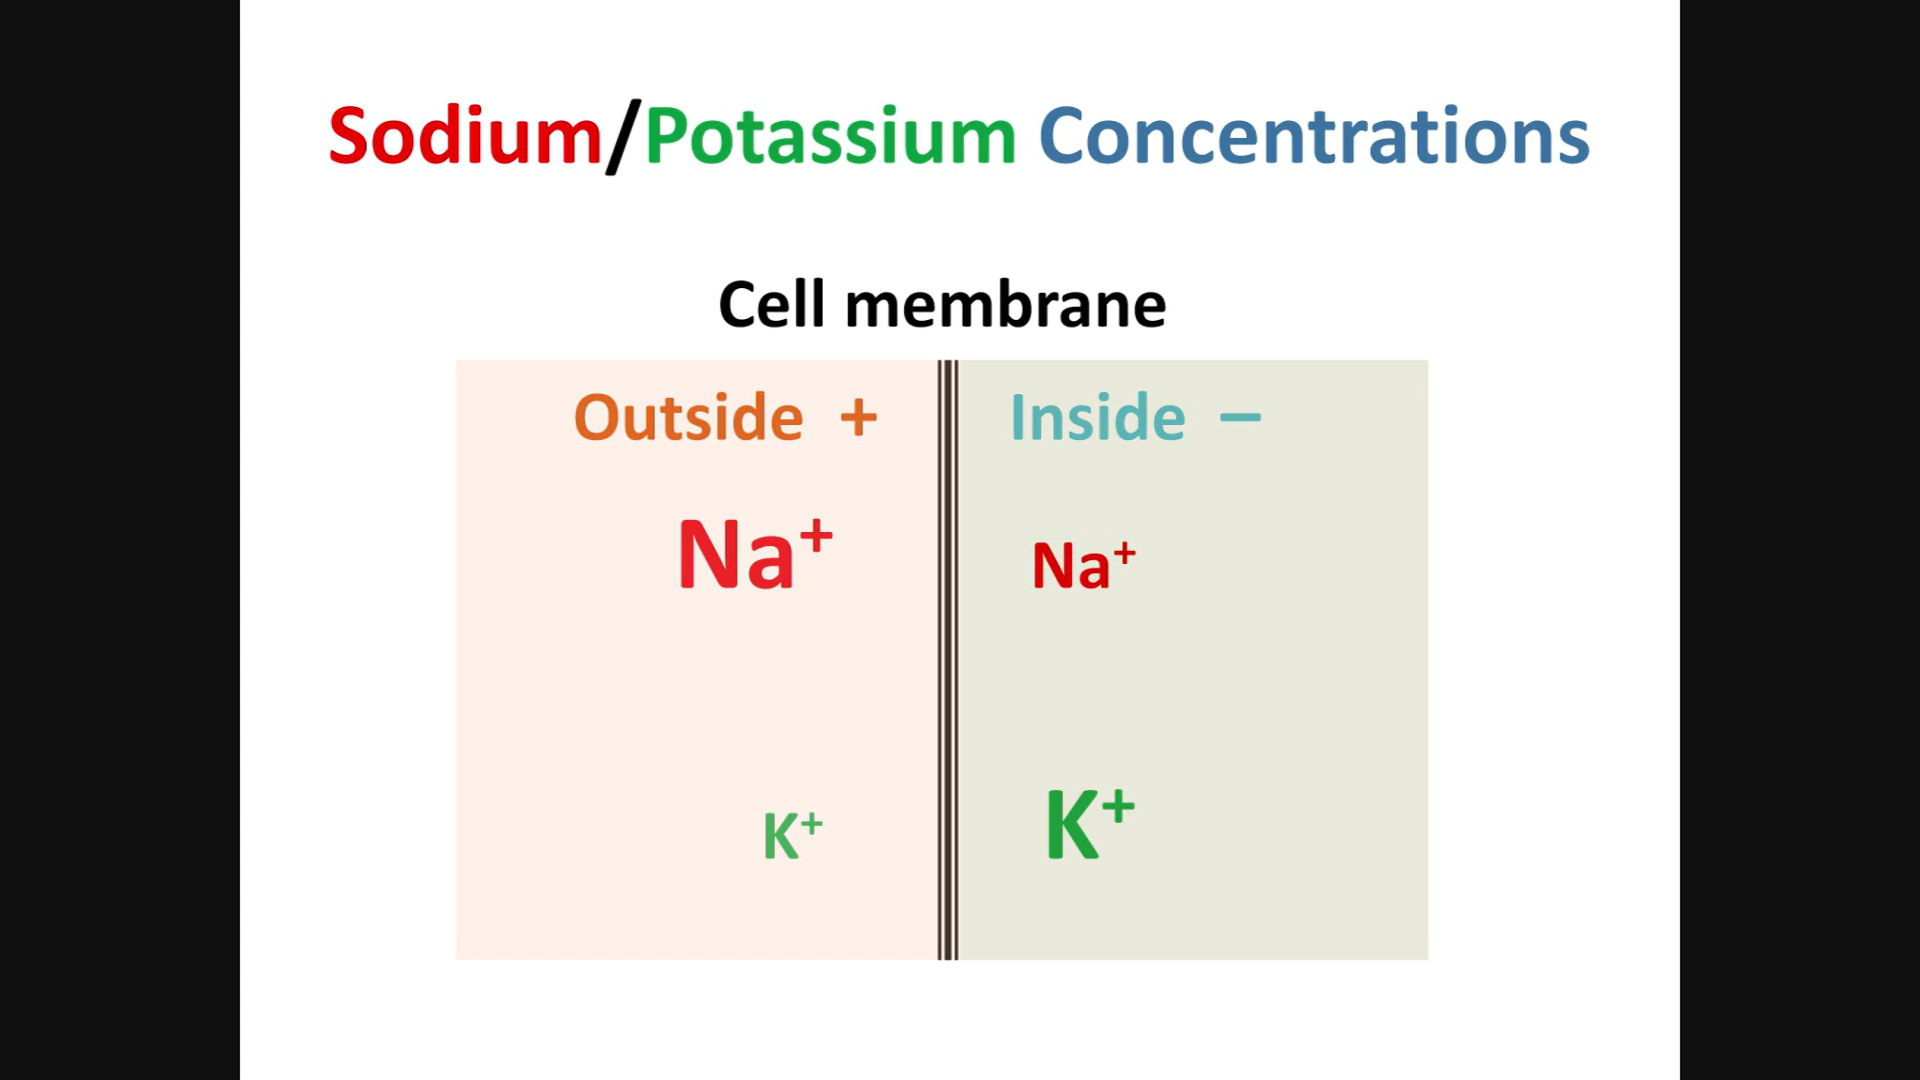 Sodium/Potassium Concentrations
Cell membrane
Outside + Inside –
Na⁺ Na⁺
K⁺ K⁺